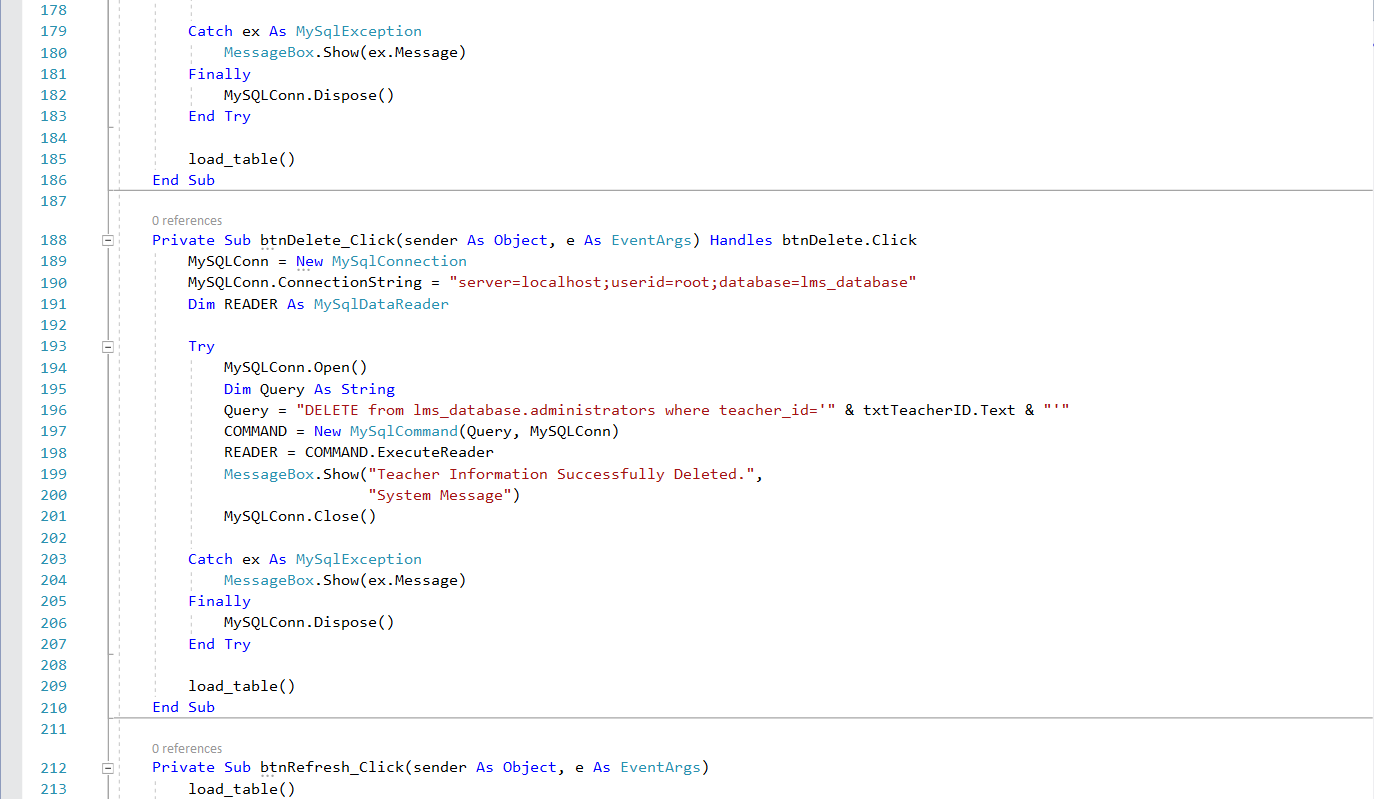 178
179 Catch ex As MySqlException
180 MessageBox.Show(ex.Message)
181 Finally
182 MySQLConn.Dispose()
183 End Try
184
185 load_table()
186 End Sub
187
0 references
188 Private Sub btnDelete_Click(sender As Object, e As EventArgs) Handles btnDelete.Click
189 MySQLConn = New MySqlConnection
190 MySQLConn.ConnectionString = "server=localhost;userid=root;database=lms_database"
191 Dim READER As MySqlDataReader
192
193 Try
194 MySQLConn.Open()
195 Dim Query As String
196 Query = "DELETE from lms_database.administrators where teacher_id='" & txtTeacherID.Text & "'"
197 COMMAND = New MySqlCommand(Query, MySQLConn)
198 READER = COMMAND.ExecuteReader
199 MessageBox.Show("Teacher Information Successfully Deleted.",
200 "System Message")
201 MySQLConn.Close()
202
203 Catch ex As MySqlException
204 MessageBox.Show(ex.Message)
205 Finally
206 MySQLConn.Dispose()
207 End Try
208
209 load_table()
210 End Sub
211
0 references
212 Private Sub btnRefresh_Click(sender As Object, e As EventArgs)
213 load_table()